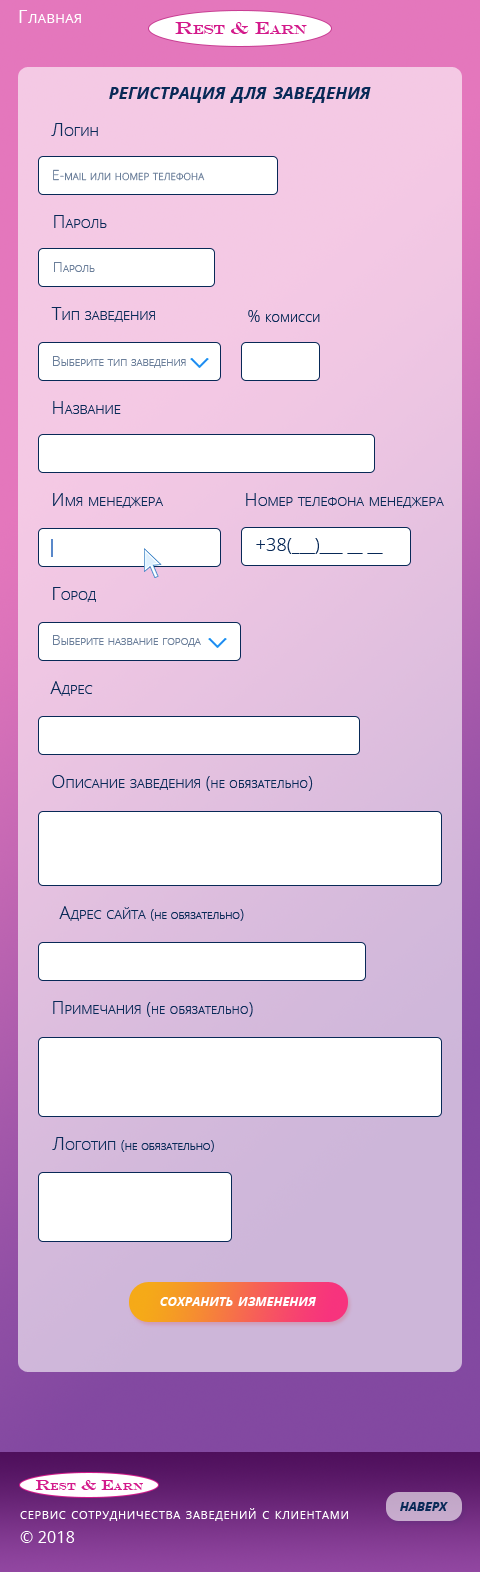 Главная
Rest & Earn
регистрация для заведения
Логин
E-mail или номер телефона
Пароль
Пароль
Тип заведения
% комисси
Выберите тип заведения
Название
Имя менеджера
Номер телефона менеджера
+38(___)___ __ __
Город
Выберите название города
Адрес
Описание заведения (не обязательно)
Адрес сайта (не обязательно)
Примечания (не обязательно)
Логотип (не обязательно)
сохранить изменения
Rest & Earn
сервис сотрудничества заведений с клиентами
наверх
© 2018